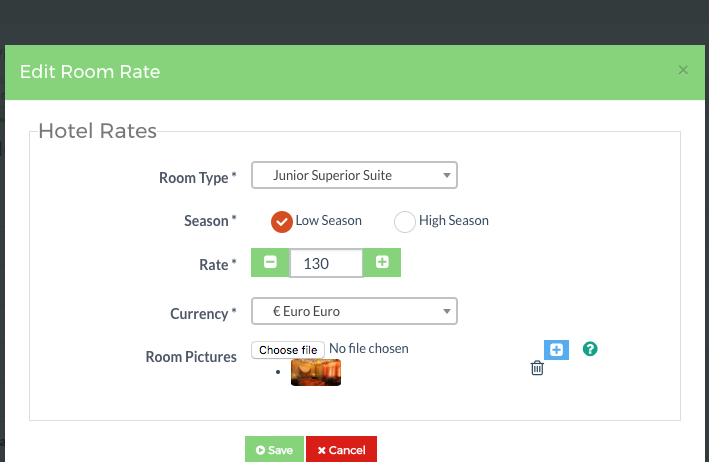 Edit Room Rate ×
Hotel Rates
Room Type * Junior Superior Suite
Season * Low Season High Season
Rate * 130
Currency * € Euro Euro
Room Pictures Choose file No file chosen
Save Cancel